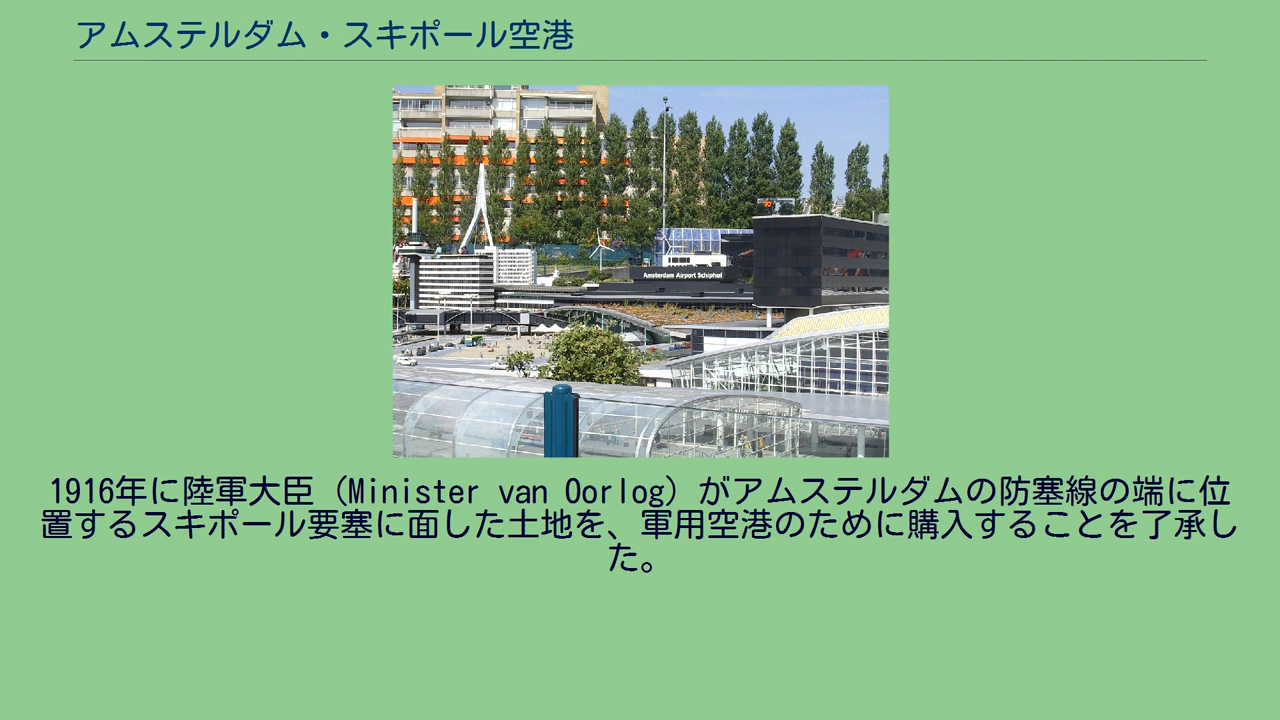 アムステルダム・スキポール空港
Amsterdam Airport Schiphol
1916年に陸軍大臣（Minister van Oorlog）がアムステルダムの防塞線の端に位
置するスキポール要塞に面した土地を、軍用空港のために購入することを了承し
た。